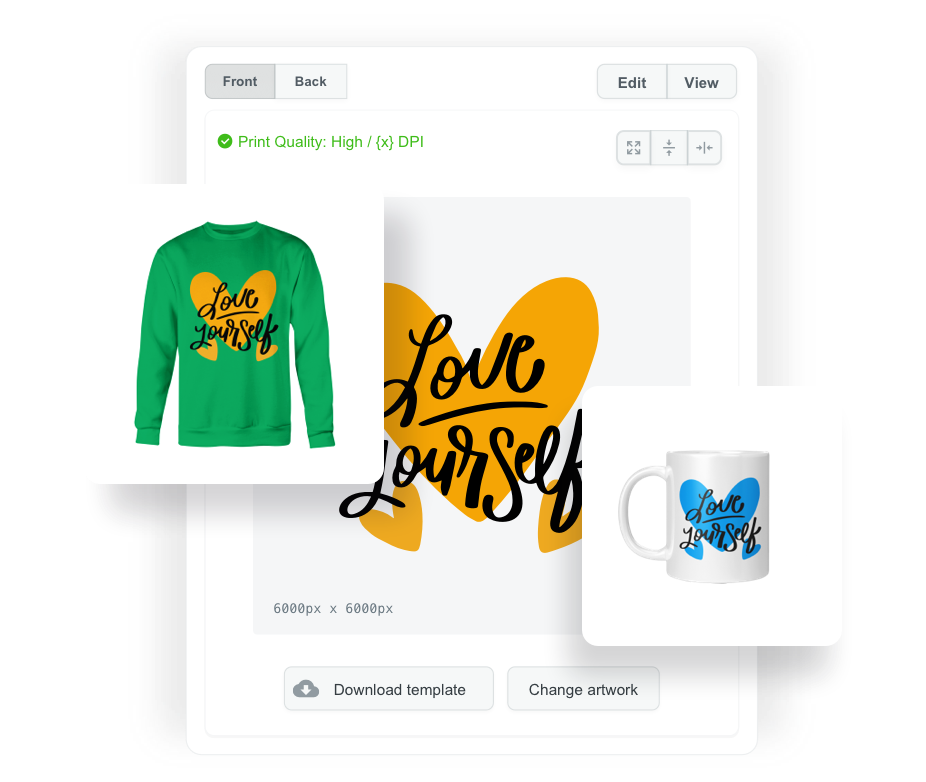 Front Back
Edit View
Print Quality: High / {x} DPI
Love
yourself
Love
yourself
Love
yourself
6000px x 6000px
Download template
Change artwork